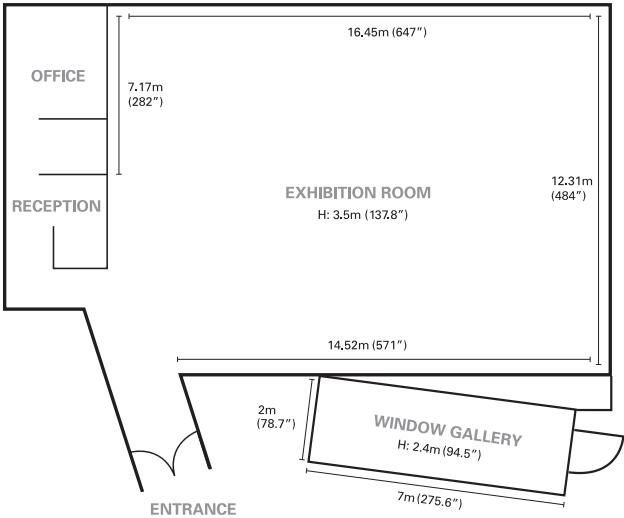 16.45m (647”)
OFFICE
7.17m
(282”)
12.31m
(484”)
EXHIBITION ROOM
H: 3.5m (137.8”)
RECEPTION
14.52m (571”)
2m
(78.7”)
WINDOW GALLERY
H: 2.4m (94.5”)
7m (275.6”)
ENTRANCE